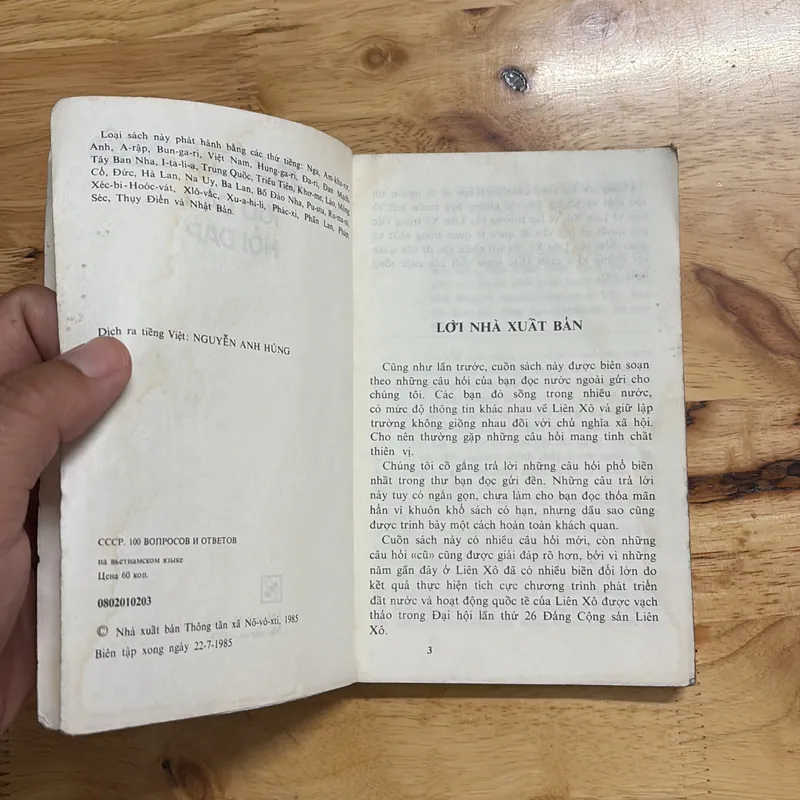 Loại sách này phát hành bằng các thứ tiếng: Nga, Am-kha-rơ,
Anh, A-rập, Bun-ga-ri, Việt Nam, Hung-ga-ri, Đa-ri, Đan Mạch,
Tây Ban Nha, I-ta-li-a, Trung Quốc, Triều Tiên, Khơ-me, Lào, Mông
Cổ, Đức, Hà Lan, Na Uy, Ba Lan, Bồ Đào Nha, Pu-stu, Ru-ma-ni,
Xéc-bi-Hoóc-vát, Xlô-vắc, Xu-a-hi-li, Phác-xi, Phần Lan, Pháp,
Séc, Thụy Điển và Nhật Bản.
HỎI ĐÁP
Dịch ra tiếng Việt: NGUYỄN ANH HÙNG
СССР. 100 ВОПРОСОВ И ОТВЕТОВ
на вьетнамском языке
Цена 60 коп.
0802010203
© Nhà xuất bản Thông tấn xã Nô-vô-xti, 1985
Biên tập xong ngày 22-7-1985
LỜI NHÀ XUẤT BẢN
Cũng như lần trước, cuốn sách này được biên soạn
theo những câu hỏi của bạn đọc nước ngoài gửi cho
chúng tôi. Các bạn đó sống trong nhiều nước,
có mức độ thông tin khác nhau về Liên Xô và giữ lập
trường không giống nhau đối với chủ nghĩa xã hội.
Cho nên thường gặp những câu hỏi mang tính chất
thiên vị.
Chúng tôi cố gắng trả lời những câu hỏi phổ biến
nhất trong thư bạn đọc gửi đến. Những câu trả lời
này tuy có ngắn gọn, chưa làm cho bạn đọc thỏa mãn
hẳn vì khuôn khổ sách có hạn, nhưng dẫu sao cũng
được trình bày một cách hoàn toàn khách quan.
Cuốn sách này có nhiều câu hỏi mới, còn những
câu hỏi «cũ» cũng được giải đáp rõ hơn, bởi vì những
năm gần đây ở Liên Xô đã có nhiều biến đổi lớn do
kết quả thực hiện tích cực chương trình phát triển
đất nước và hoạt động quốc tế của Liên Xô được vạch
thảo trong Đại hội lần thứ 26 Đảng Cộng sản Liên
Xô.
3